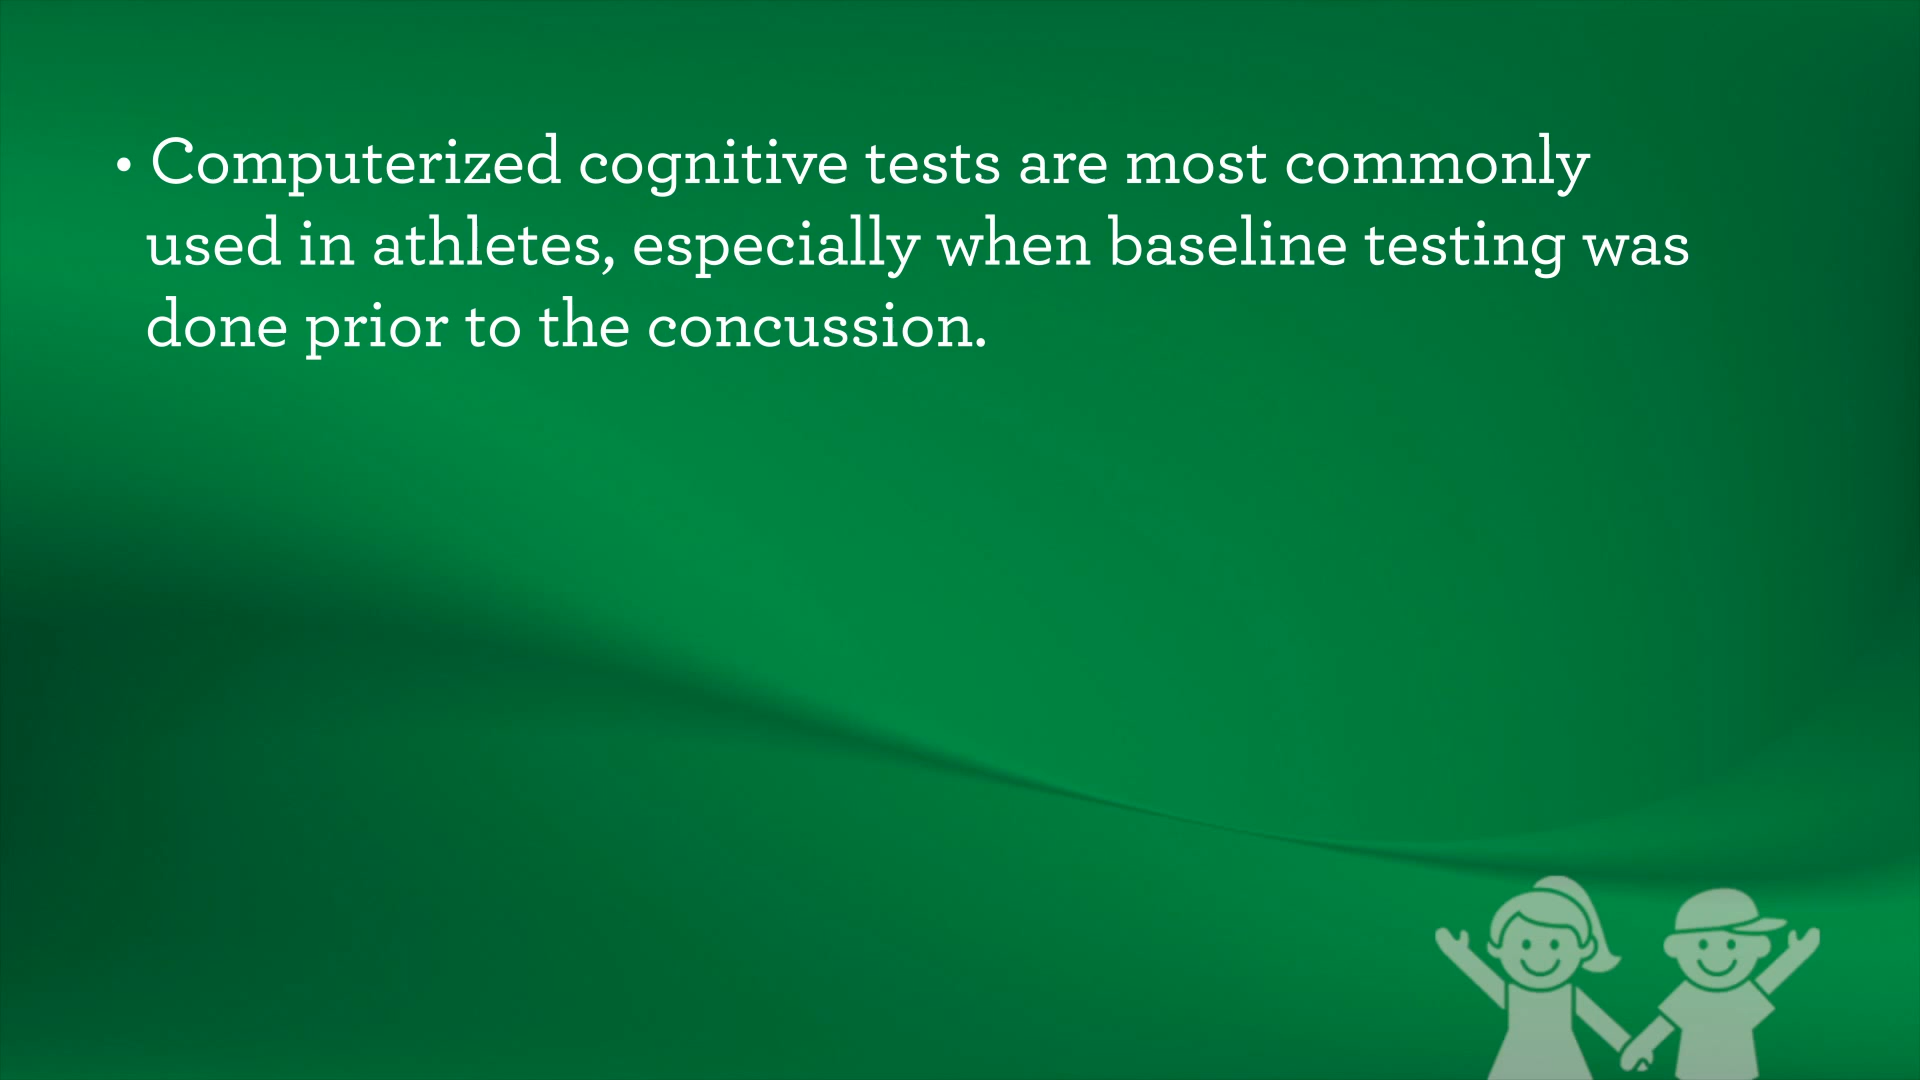 • Computerized cognitive tests are most commonly
used in athletes, especially when baseline testing was
done prior to the concussion.